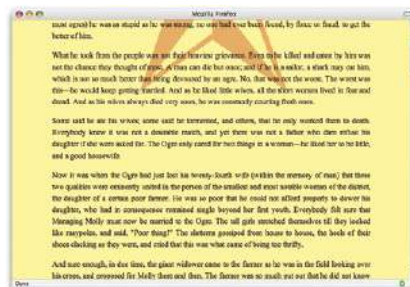 Mozilla Firefox
most ogres) he was as stupid as he was strong, no one had ever been found, by force or fraud, to get the
better of him.
What he took from the people was not their heaviest grievance. Even to be killed and eaten by him was
not the chance they thought of most. A man can die but once; and if he is a sailor, a shark may eat him,
which is not so much better than being devoured by an ogre. No, that was not the worst. The worst was
this—he would keep getting married. And as he liked little wives, all the short women lived in fear and
dread. And as his wives always died very soon, he was constantly courting fresh ones.
Some said he ate his wives; some said he tormented, and others, that he only worked them to death.
Everybody knew it was not a desirable match, and yet there was not a father who dare refuse his
daughter if she were asked for. The Ogre only cared for two things in a woman—he liked her to be little,
and a good housewife.
Now it was when the Ogre had just lost his twenty-fourth wife (within the memory of man) that these
two qualities were eminently united in the person of the smallest and most notable woman of the district,
the daughter of a certain poor farmer. He was so poor that he could not afford properly to dower his
daughter, who had in consequence remained single beyond her first youth. Everybody felt sure that
Managing Molly must now be married to the Ogre. The tall girls stretched themselves till they looked
like maypoles, and said, "Poor thing!" The slatterns gossiped from house to house, the heels of their
shoes clacking as they went, and cried that this was what came of being too thrifty.
And sure enough, in due time, the giant widower came to the farmer as he was in the field looking over
his crops, and proposed for Molly there and then. The farmer was so much put out that he did not know
Done